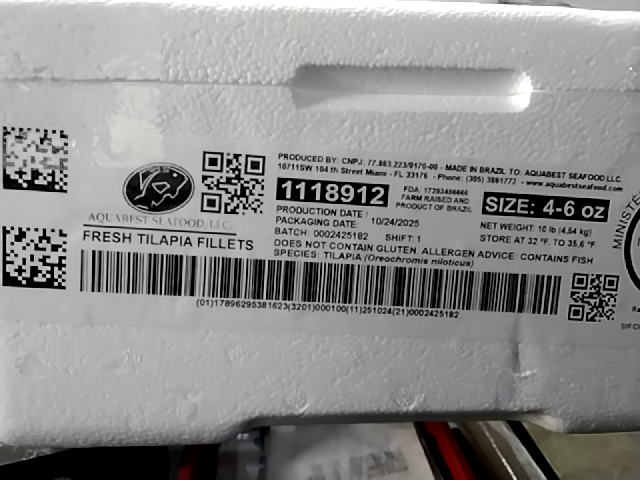 PRODUCED BY: CNPJ: 77.863.223/0170-00 - MADE IN BRAZIL TO: AQUABEST SEAFOOD LLC.
10711SW 104 th Street Miami - FL 33176 - Phone: (305) 3861772 - www.aquabestseafood.com
1118912
FDA: 17393486666
FARM RAISED AND
PRODUCT OF BRAZIL
SIZE: 4-6 oz
PRODUCTION DATE /
PACKAGING DATE: 10/24/2025
NET WEIGHT: 10 lb (4,54 kg)
BATCH: 0002425182 SHIFT: 1
STORE AT 32 °F. TO 35,6 °F
AQUABEST SEAFOOD, LLC.
FRESH TILAPIA FILLETS
DOES NOT CONTAIN GLUTEN. ALLERGEN ADVICE: CONTAINS FISH
SPECIES: TILAPIA (Oreochromis niloticus)
(01)17896295381623(3201)000100(11)251024(21)0002425182